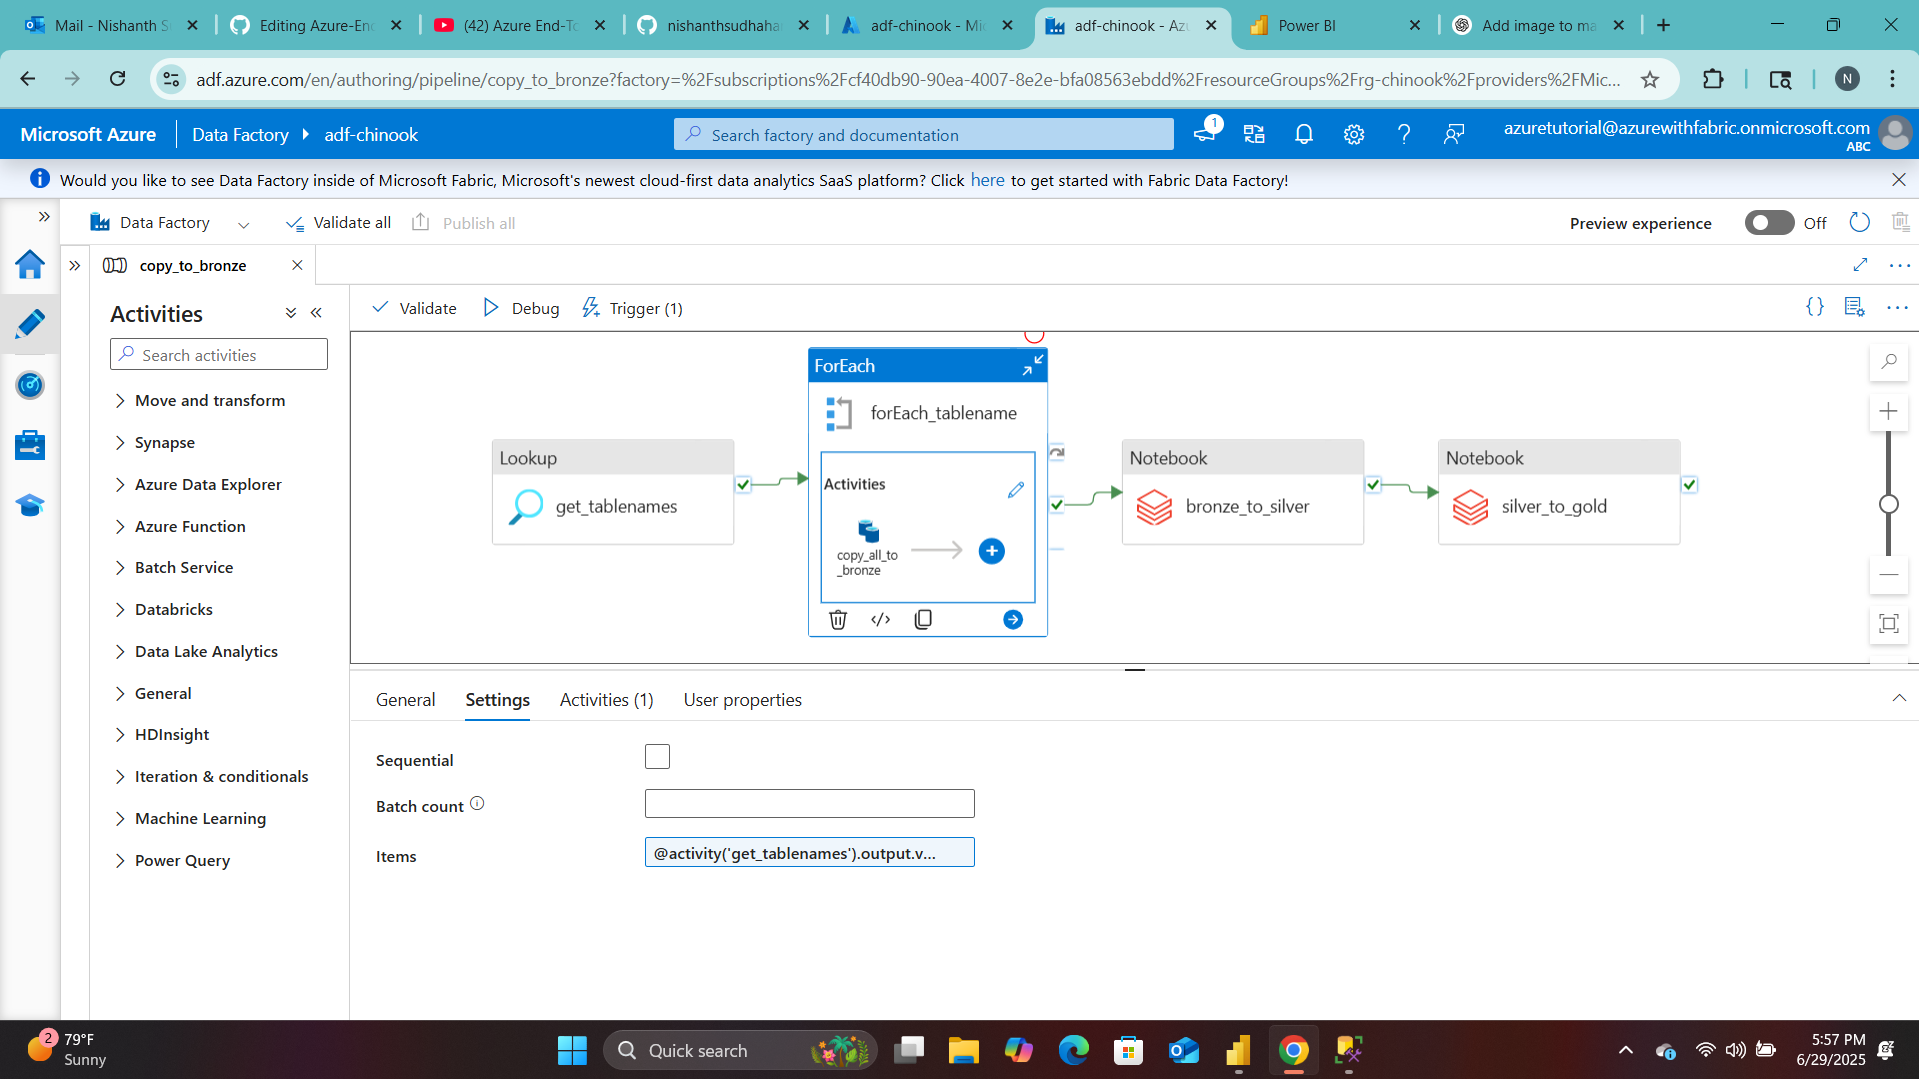 Mail - Nishanth S
Editing Azure-En
(42) Azure End-To
nishanthsudhaha
adf-chinook - Mic
adf-chinook - Az
Power BI
Add image to ma
adf.azure.com/en/authoring/pipeline/copy_to_bronze?factory=%2Fsubscriptions%2Fcf40db90-90ea-4007-8e2e-bfa08563ebdd%2FresourceGroups%2Frg-chinook%2Fproviders%2FMic...
N
Microsoft Azure
Data Factory
adf-chinook
Search factory and documentation
1
azuretutorial@azurewithfabric.onmicrosoft.com
ABC
Would you like to see Data Factory inside of Microsoft Fabric, Microsoft's newest cloud-first data analytics SaaS platform? Click here to get started with Fabric Data Factory!
Data Factory
Validate all
Publish all
Preview experience
Off
copy_to_bronze
Activities
Search activities
Move and transform
Synapse
Azure Data Explorer
Azure Function
Batch Service
Databricks
Data Lake Analytics
General
HDInsight
Iteration & conditionals
Machine Learning
Power Query
Validate
Debug
Trigger (1)
Lookup
get_tablenames
ForEach
forEach_tablename
Activities
copy_all_to
_bronze
Notebook
bronze_to_silver
Notebook
silver_to_gold
General
Settings
Activities (1)
User properties
Sequential
Batch count
Items
@activity('get_tablenames').output.v...
2
79°F
Sunny
Quick search
5:57 PM
6/29/2025